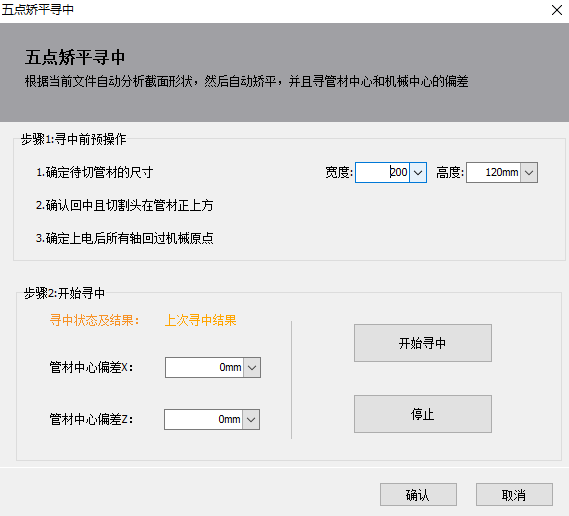 五点矫平寻中
五点矫平寻中
根据当前文件自动分析截面形状，然后自动矫平，并且寻管材中心和机械中心的偏差
步骤1:寻中前预操作
1.确定待切管材的尺寸 宽度: 200 高度: 120mm
2.确认回中且切割头在管材正上方
3.确定上电后所有轴回过机械原点
步骤2:开始寻中
寻中状态及结果： 上次寻中结果
开始寻中
管材中心偏差X： 0mm
停止
管材中心偏差Z： 0mm
确认 取消